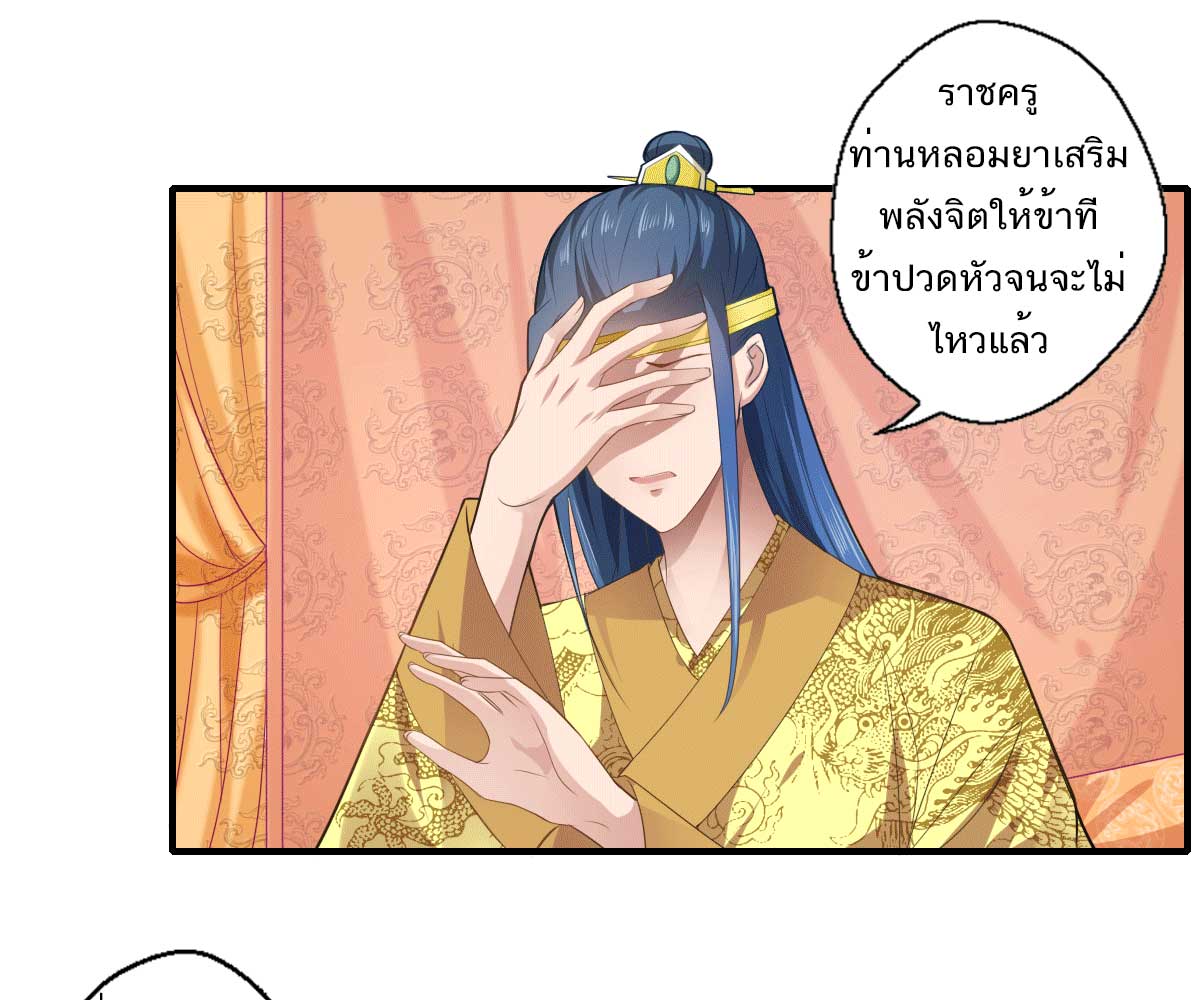 ราชครู
ท่านหลอมยาเสริม
พลังจิตให้ข้าที
ข้าปวดหัวจนจะไม่
ไหวแล้ว